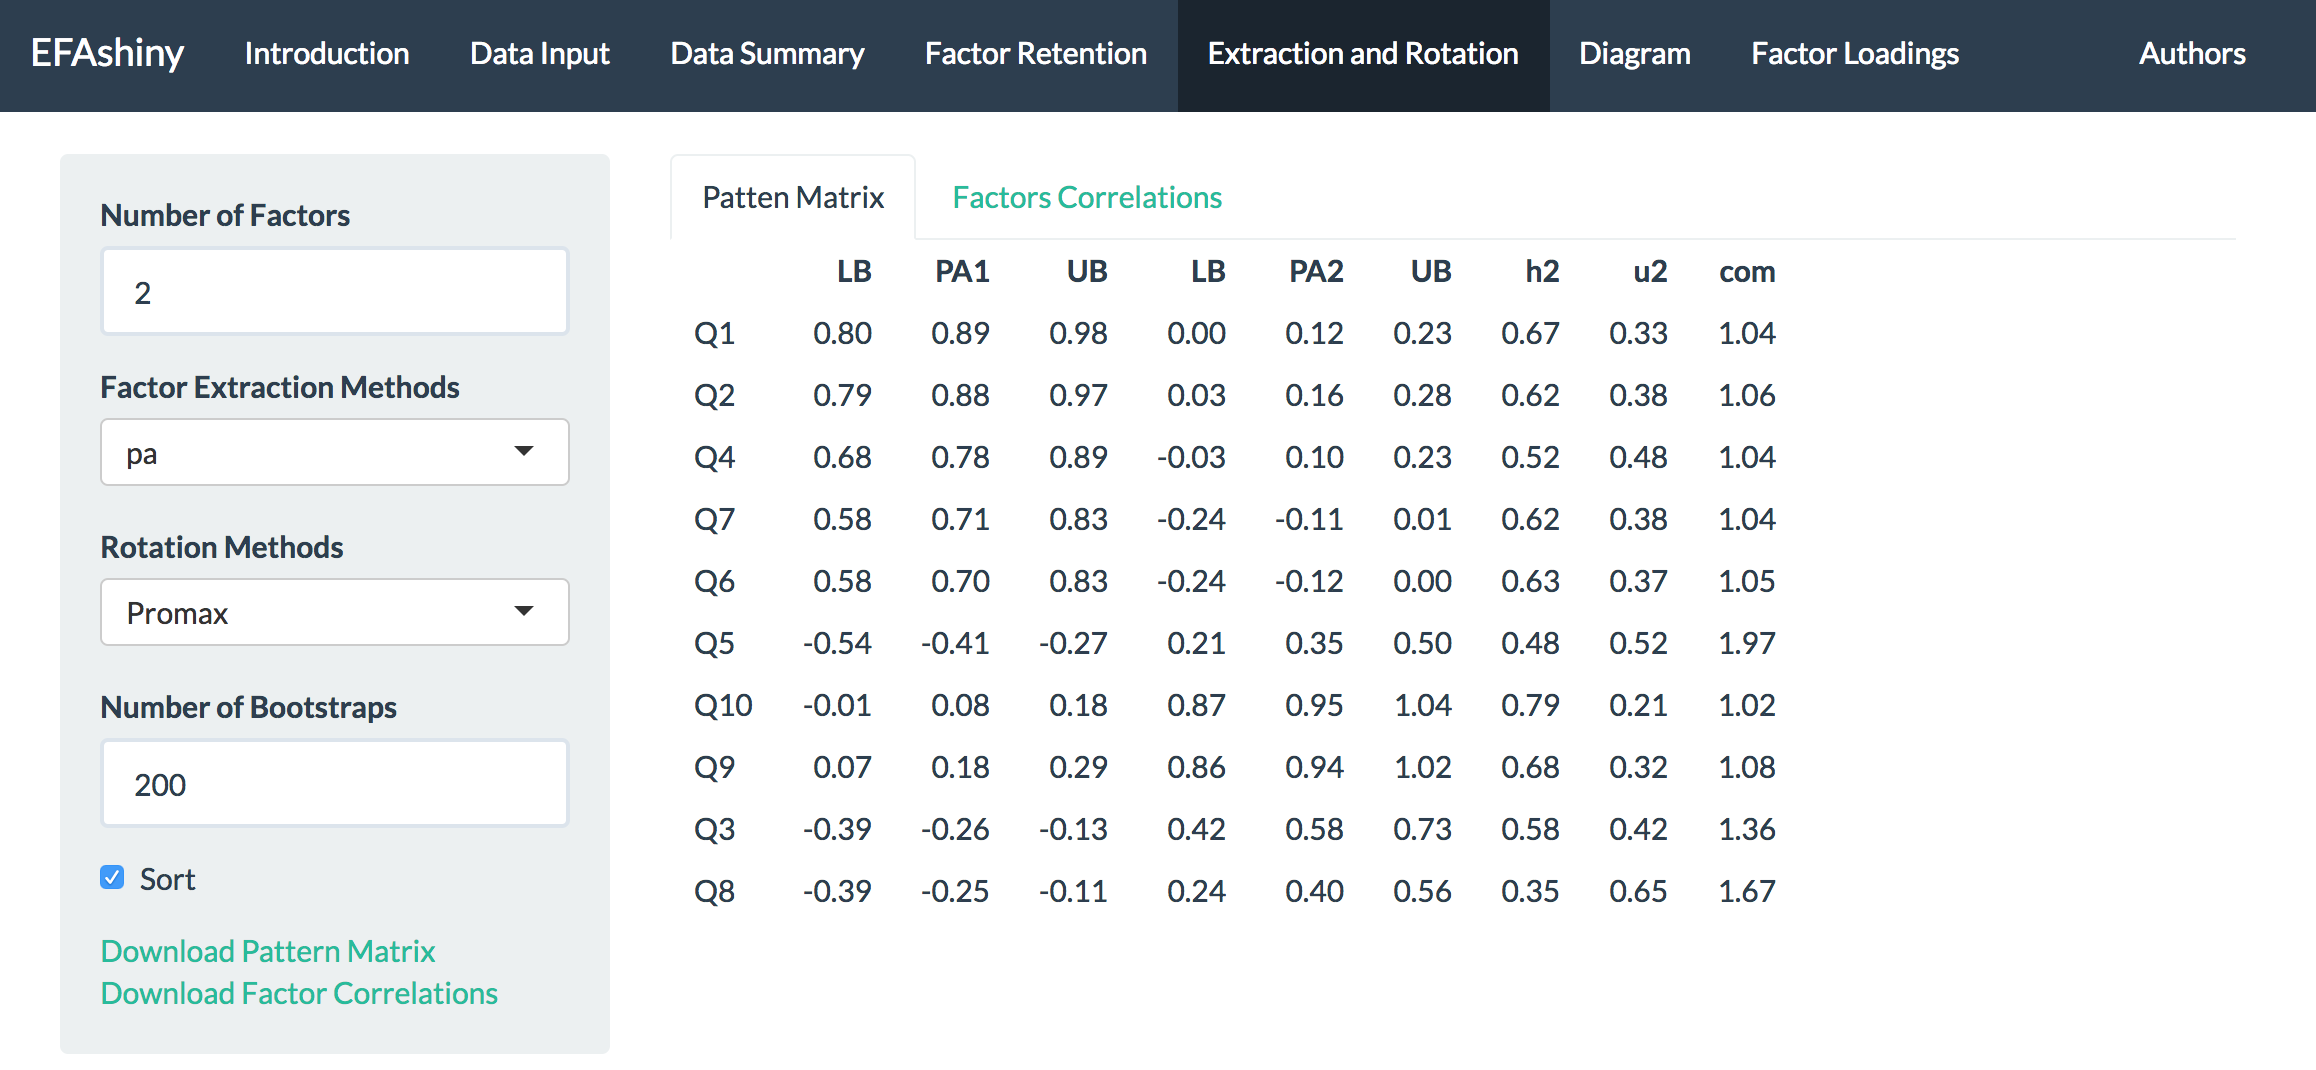 EFAshiny Introduction Data Input Data Summary Factor Retention Extraction and Rotation Diagram Factor Loadings Authors
Number of Factors
2
Factor Extraction Methods
pa
Rotation Methods
Promax
Number of Bootstraps
200
Sort
Download Pattern Matrix
Download Factor Correlations
Patten Matrix Factors Correlations
LB PA1 UB LB PA2 UB h2 u2 com
Q1 0.80 0.89 0.98 0.00 0.12 0.23 0.67 0.33 1.04
Q2 0.79 0.88 0.97 0.03 0.16 0.28 0.62 0.38 1.06
Q4 0.68 0.78 0.89 -0.03 0.10 0.23 0.52 0.48 1.04
Q7 0.58 0.71 0.83 -0.24 -0.11 0.01 0.62 0.38 1.04
Q6 0.58 0.70 0.83 -0.24 -0.12 0.00 0.63 0.37 1.05
Q5 -0.54 -0.41 -0.27 0.21 0.35 0.50 0.48 0.52 1.97
Q10 -0.01 0.08 0.18 0.87 0.95 1.04 0.79 0.21 1.02
Q9 0.07 0.18 0.29 0.86 0.94 1.02 0.68 0.32 1.08
Q3 -0.39 -0.26 -0.13 0.42 0.58 0.73 0.58 0.42 1.36
Q8 -0.39 -0.25 -0.11 0.24 0.40 0.56 0.35 0.65 1.67